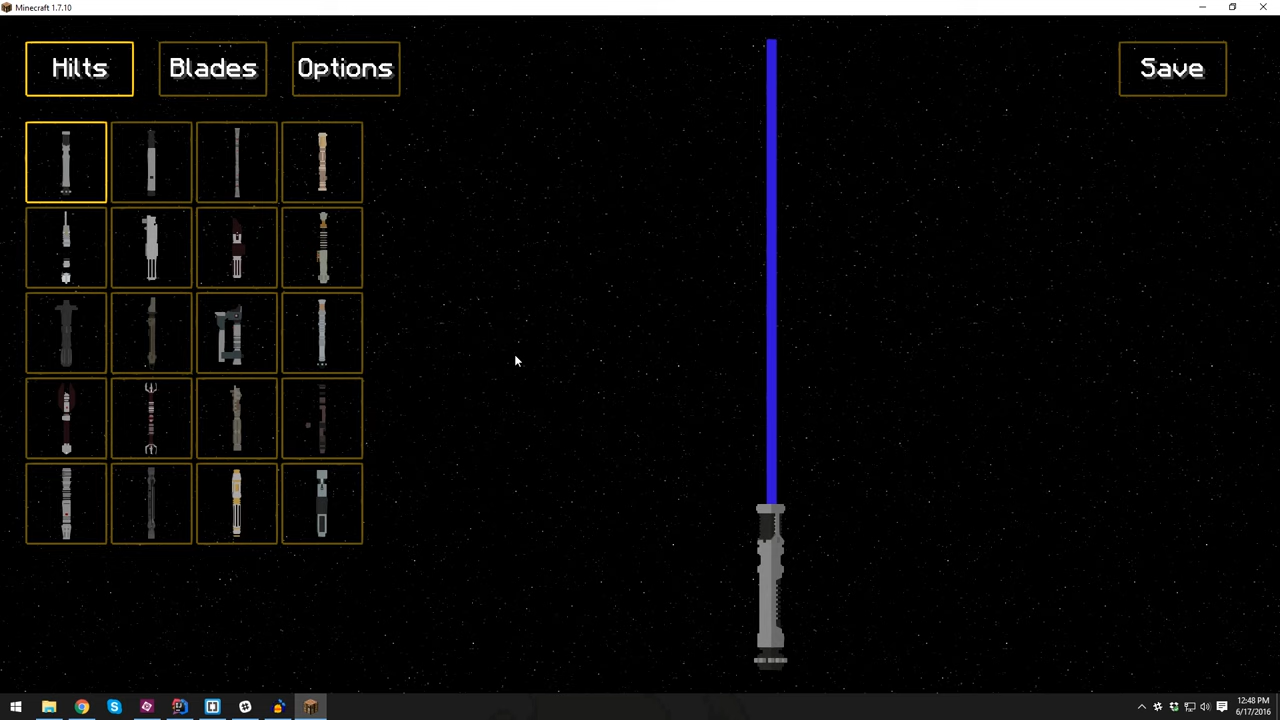 Minecraft 1.7.10
Hilts
Blades
Options
Save
12:48 PM
6/17/2016